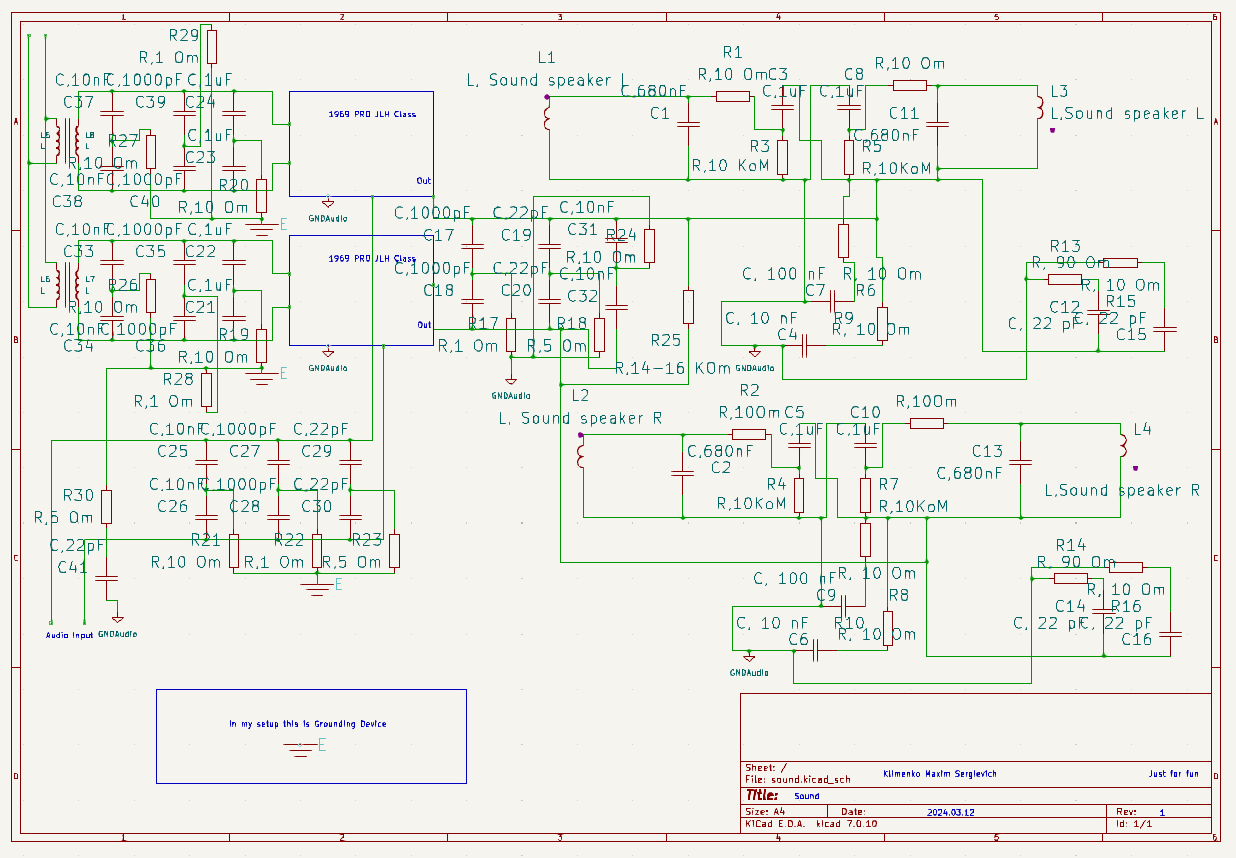 1 2 3 4 5 6
R29
R,1 Om
L1
R1
R,10 Om
C,10nF C,1000pF C,1uF
L, Sound speaker L
R,10 Om C3
C8
C37 C39 C24
C,680nF
C,1uF
C,1uF
L3
1969 PRO JLH Class
C1
C11
L,Sound speaker L
A
L6 L
L8 L
R27
C,1uF
C,680nF
A
R,10 Om
C23
R3
R5
R,10 KoM
R,10KoM
C,10nF C,1000pF
Out
R20
C38 C40
R,10 Om
GNDAudio
C,1000pF C,22pF C,10nF
E
C17 C19 C31 R24
C,10nF C,1000pF C,1uF
C33 C35 C22
R13
1969 PRO JLH Class
R,10 Om
R, 90 Om
C,1000pF C,22pF C,10nF
C, 100 nF
R, 10 Om
L6 L
L7 L
R26
C,1uF
R, 10 Om
C18 C20 C32
C7 R6
R,10 Om
C21
C12 R15
C, 10 nF
R9
C, 22 pF
C, 22 pF
C,10nF C,1000pF
R19
Out
R17 R18
R, 10 Om
C4
C15
C34 C36
R,1 Om
R,5 Om
R25
B
B
R,10 Om
GNDAudio
R,14-16 KOm
GNDAudio
R28
E
GNDAudio
L2
R2
R,1 Om
R,10Om
L, Sound speaker R
R,100m C5
C10
C,10nF C,1000pF C,22pF
C,1uF
C,1uF
L4
C25 C27 C29
C,680nF
C13
C2
C,680nF
C,10nF C,1000pF C,22pF
R4
R7
L,Sound speaker R
R30
C26 C28 C30
R,10KoM
R,10KoM
R,5 Om
R21 R22 R23
C,22pF
R14
C
R,10 Om
R,1 Om
R,5 Om
R, 90 Om
C
C41
C, 100 nF
R, 10 Om
E
C9
R8
R, 10 Om
C14 R16
C, 10 nF
R10
C, 22 pF
C, 22 pF
Audio Input
GNDAudio
C6
R, 10 Om
C16
GNDAudio
In my setup this is Grounding Device
E
D
D
Sheet: /
File: sound.kicad_sch
Klimenko Maxim Sergievich
Just for fun
Title: Sound
Size: A4
Date: 2024.03.12
Rev: 1
KiCad E.D.A. kicad 7.0.10
Id: 1/1
1 2 3 4 5 6